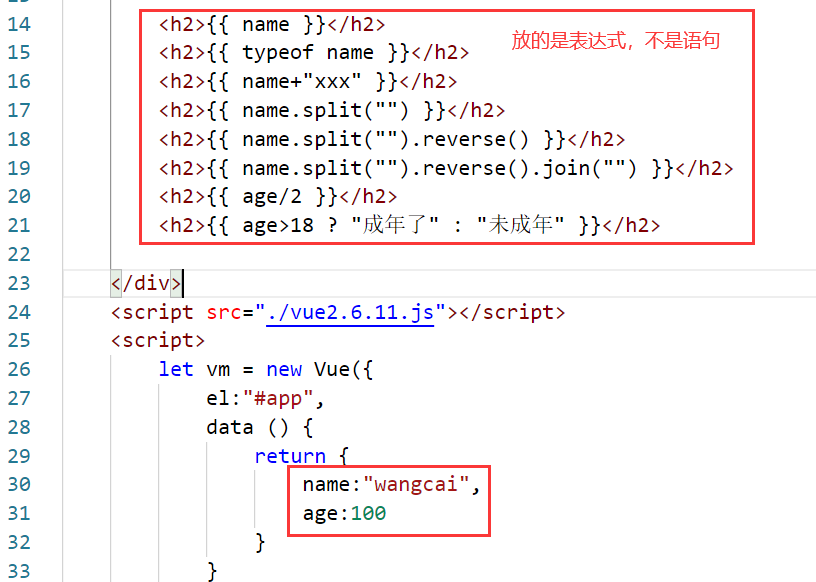 14 <h2>{{ name }}</h2>
15 <h2>{{ typeof name }}</h2> 放的是表达式，不是语句
16 <h2>{{ name+"xxx" }}</h2>
17 <h2>{{ name.split("") }}</h2>
18 <h2>{{ name.split("").reverse() }}</h2>
19 <h2>{{ name.split("").reverse().join("") }}</h2>
20 <h2>{{ age/2 }}</h2>
21 <h2>{{ age>18 ? "成年了" : "未成年" }}</h2>
22
23 </div>
24 <script src="./vue2.6.11.js"></script>
25 <script>
26 let vm = new Vue({
27 el:"#app",
28 data () {
29 return {
30 name:"wangcai",
31 age:100
32 }
33 }